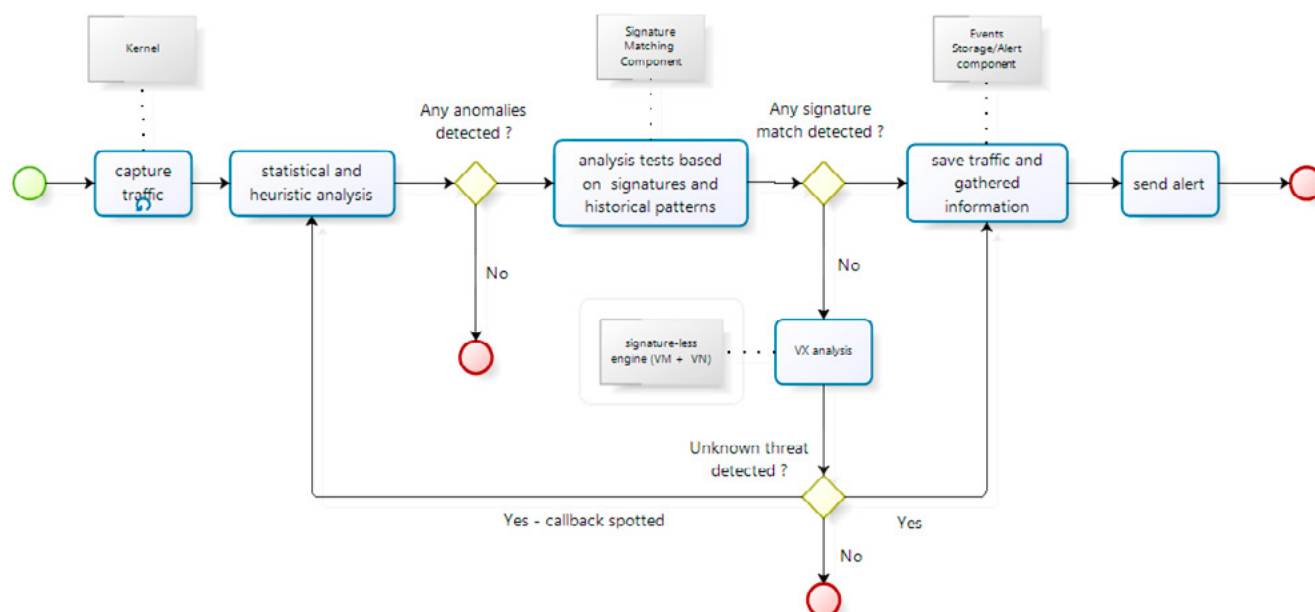 Kernel
Signature
Matching
Component
Events
Storage/Alert
component
Any anomalies
detected ?
Any signature
match detected ?
capture
traffic
statistical and
heuristic analysis
analysis tests based
on signatures and
historical patterns
save traffic and
gathered
information
send alert
No
No
signature-less
engine (VM + VN)
VX analysis
Unknown threat
detected ?
Yes - callback spotted
Yes
No